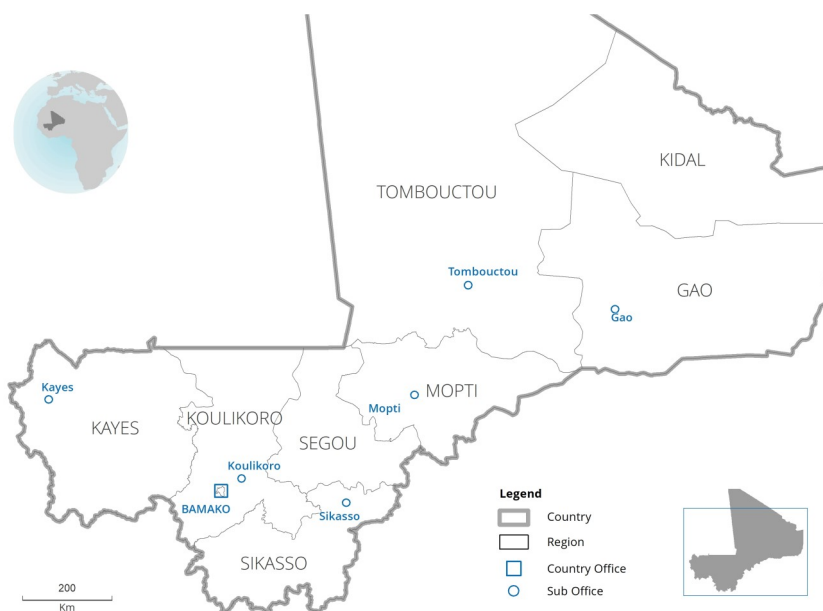 KIDAL
TOMBOUCTOU
Tombouctou
GAO
Gao
Kayes
MOPTI
Mopti
KOULIKORO
KAYES
SEGOU
Koulikoro
BAMAKO
Sikasso
SIKASSO
Legend
Country
Region
Country Office
Sub Office
200
Km